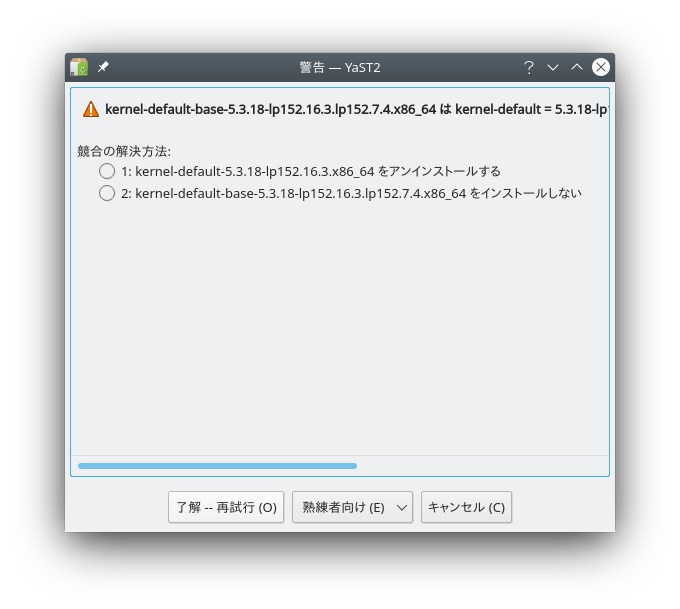 警告 — YaST2
kernel-default-base-5.3.18-lp152.16.3.lp152.7.4.x86_64 は kernel-default = 5.3.18-lp
競合の解決方法:
1: kernel-default-5.3.18-lp152.16.3.x86_64 をアンインストールする
2: kernel-default-base-5.3.18-lp152.16.3.lp152.7.4.x86_64 をインストールしない
了解 -- 再試行 (O) 熟練者向け (E) キャンセル (C)